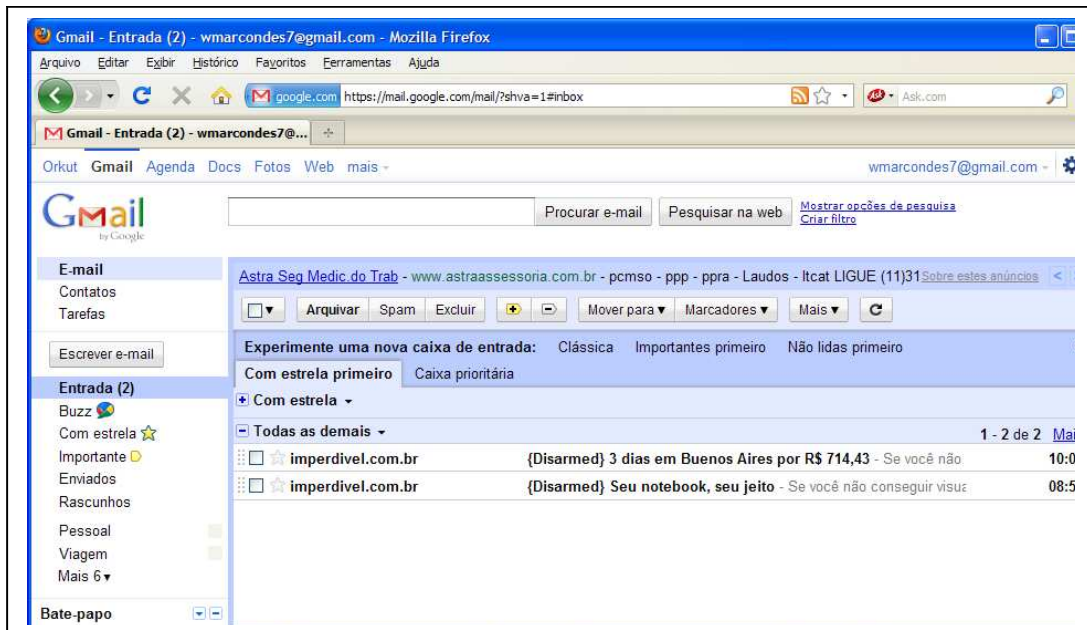 Gmail - Entrada (2) - wmarcondes7@gmail.com - Mozilla Firefox
Arquivo Editar Exibir Histórico Favoritos Ferramentas Ajuda
google.com https://mail.google.com/mail/?shva=1#inbox Ask Ask.com
Gmail - Entrada (2) - wmarcondes7@...
Orkut Gmail Agenda Docs Fotos Web mais wmarcondes7@gmail.com
Gmail by Google
Procurar e-mail Pesquisar na web Mostrar opções de pesquisa
Criar filtro
E-mail
Contatos
Tarefas
Escrever e-mail
Entrada (2)
Buzz
Com estrela
Importante
Enviados
Rascunhos
Pessoal
Viagem
Mais 6
Bate-papo
Astra Seg Medic.do Trab - www.astraassessoria.com.br - pcmso - ppp - ppra - Laudos - ltcat LIGUE (11)31 Sobre estes anúncios <
Arquivar Spam Excluir Mover para Marcadores Mais
Experimente uma nova caixa de entrada: Clássica Importantes primeiro Não lidas primeiro
Com estrela primeiro Caixa prioritária
Com estrela
Todas as demais 1 - 2 de 2 Mai
imperdivel.com.br {Disarmed} 3 dias em Buenos Aires por R$ 714,43 - Se você não 10:0
imperdivel.com.br {Disarmed} Seu notebook, seu jeito - Se você não conseguir visua 08:5